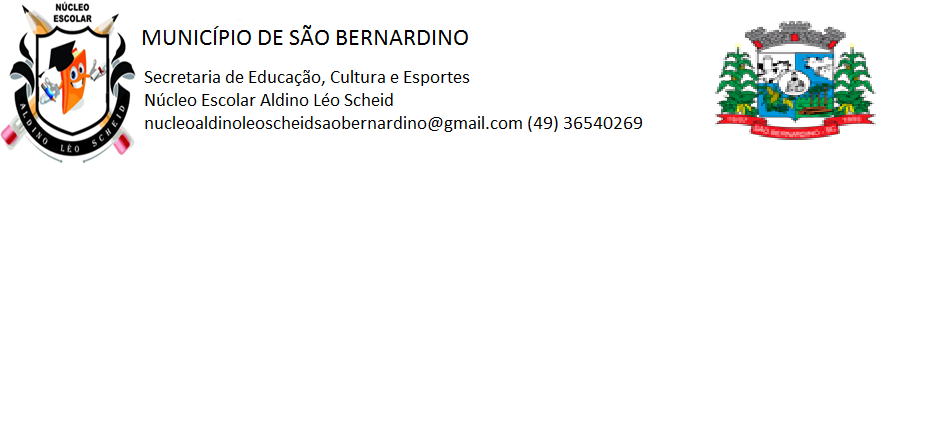 NÚCLEO
ESCOLAR
ALDINO LÉO SCHEID
MUNICÍPIO DE SÃO BERNARDINO
Secretaria de Educação, Cultura e Esportes
Núcleo Escolar Aldino Léo Scheid
nucleoaldinoleoscheidsaobernardino@gmail.com (49) 36540269
SÃO BERNARDINO - SC